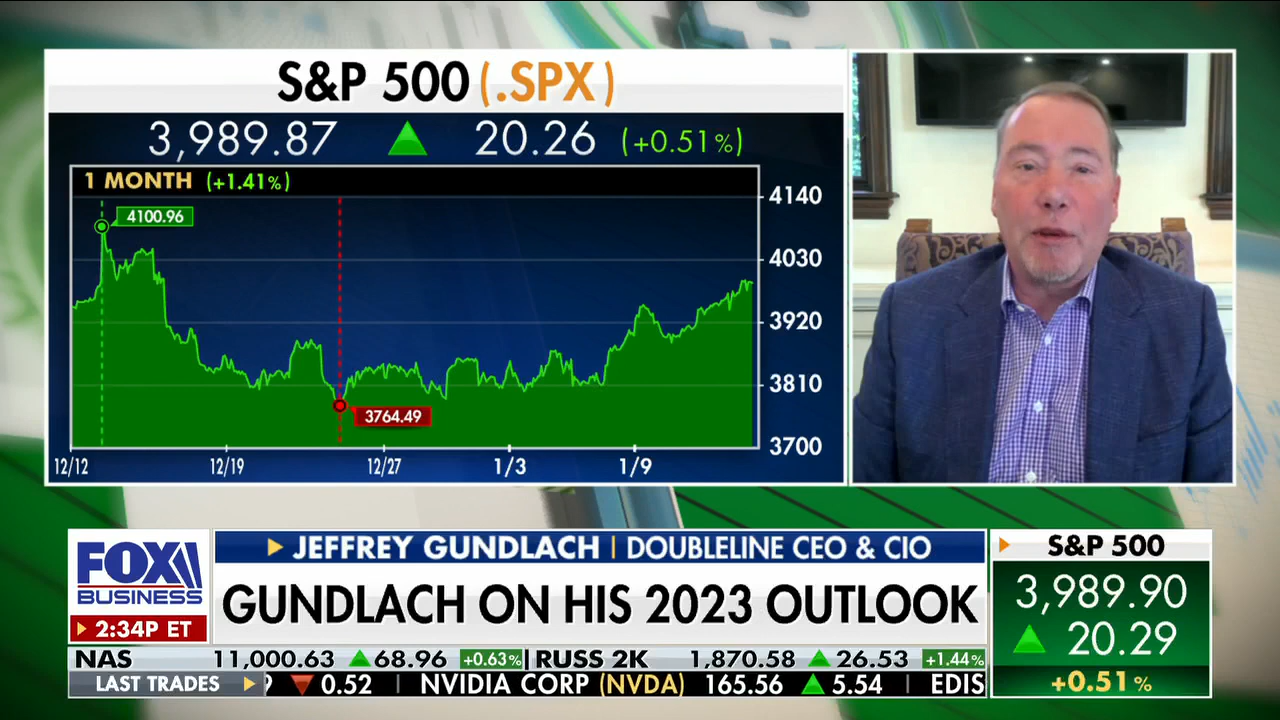 S&P 500 (.SPX)
3,989.87 ▲ 20.26 (+0.51%)
1 MONTH (+1.41%)
4100.96
3764.49
4140
4030
3920
3810
3700
12/12 12/19 12/27 1/3 1/9
FOX
BUSINESS
2:34P ET
JEFFREY GUNDLACH | DOUBLELINE CEO & CIO
GUNDLACH ON HIS 2023 OUTLOOK
S&P 500
3,989.90
▲ 20.29
+0.51%
NAS 11,000.63 ▲ 68.96 +0.63% | RUSS 2K 1,870.58 ▲ 26.53 +1.44%
LAST TRADES ▼ 0.52 | NVIDIA CORP (NVDA) 165.56 ▲ 5.54 | EDIS